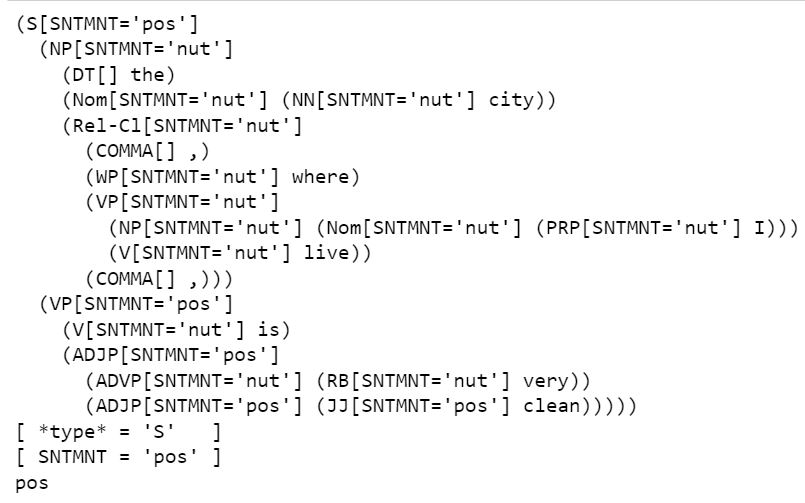 (S[SNTMNT='pos']
  (NP[SNTMNT='nut']
    (DT[] the)
    (Nom[SNTMNT='nut'] (NN[SNTMNT='nut'] city))
    (Rel-Cl[SNTMNT='nut']
      (COMMA[] ,)
      (WP[SNTMNT='nut'] where)
      (VP[SNTMNT='nut']
        (NP[SNTMNT='nut'] (Nom[SNTMNT='nut'] (PRP[SNTMNT='nut'] I)))
        (V[SNTMNT='nut'] live))
      (COMMA[] ,)))
  (VP[SNTMNT='pos']
    (V[SNTMNT='nut'] is)
    (ADJP[SNTMNT='pos']
      (ADVP[SNTMNT='nut'] (RB[SNTMNT='nut'] very))
      (ADJP[SNTMNT='pos'] (JJ[SNTMNT='pos'] clean)))))
[ *type* = 'S'   ]
[ SNTMNT = 'pos' ]
pos